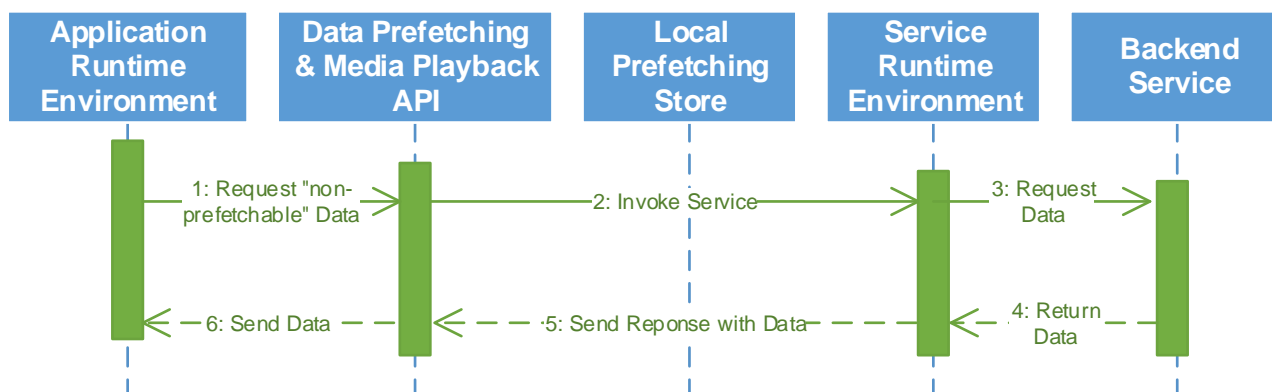 Application
Runtime
Environment
Data Prefetching
& Media Playback
API
Local
Prefetching
Store
Service
Runtime
Environment
Backend
Service
1: Request "non-
prefetchable" Data
2: Invoke Service
3: Request
Data
6: Send Data
5: Send Reponse with Data
4: Return
Data